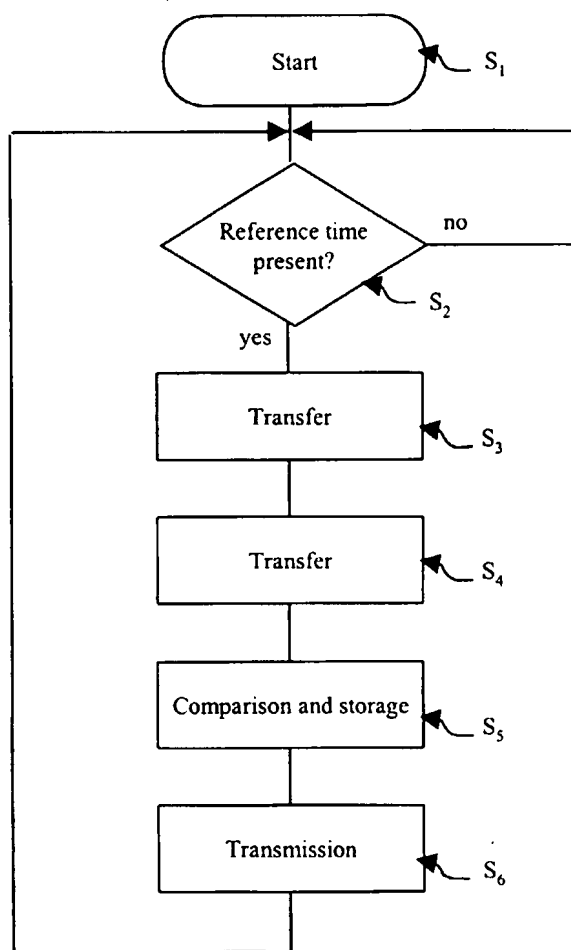 Start
S₁
Reference time
present?
no
S₂
yes
Transfer
S₃
Transfer
S₄
Comparison and storage
S₅
Transmission
S₆